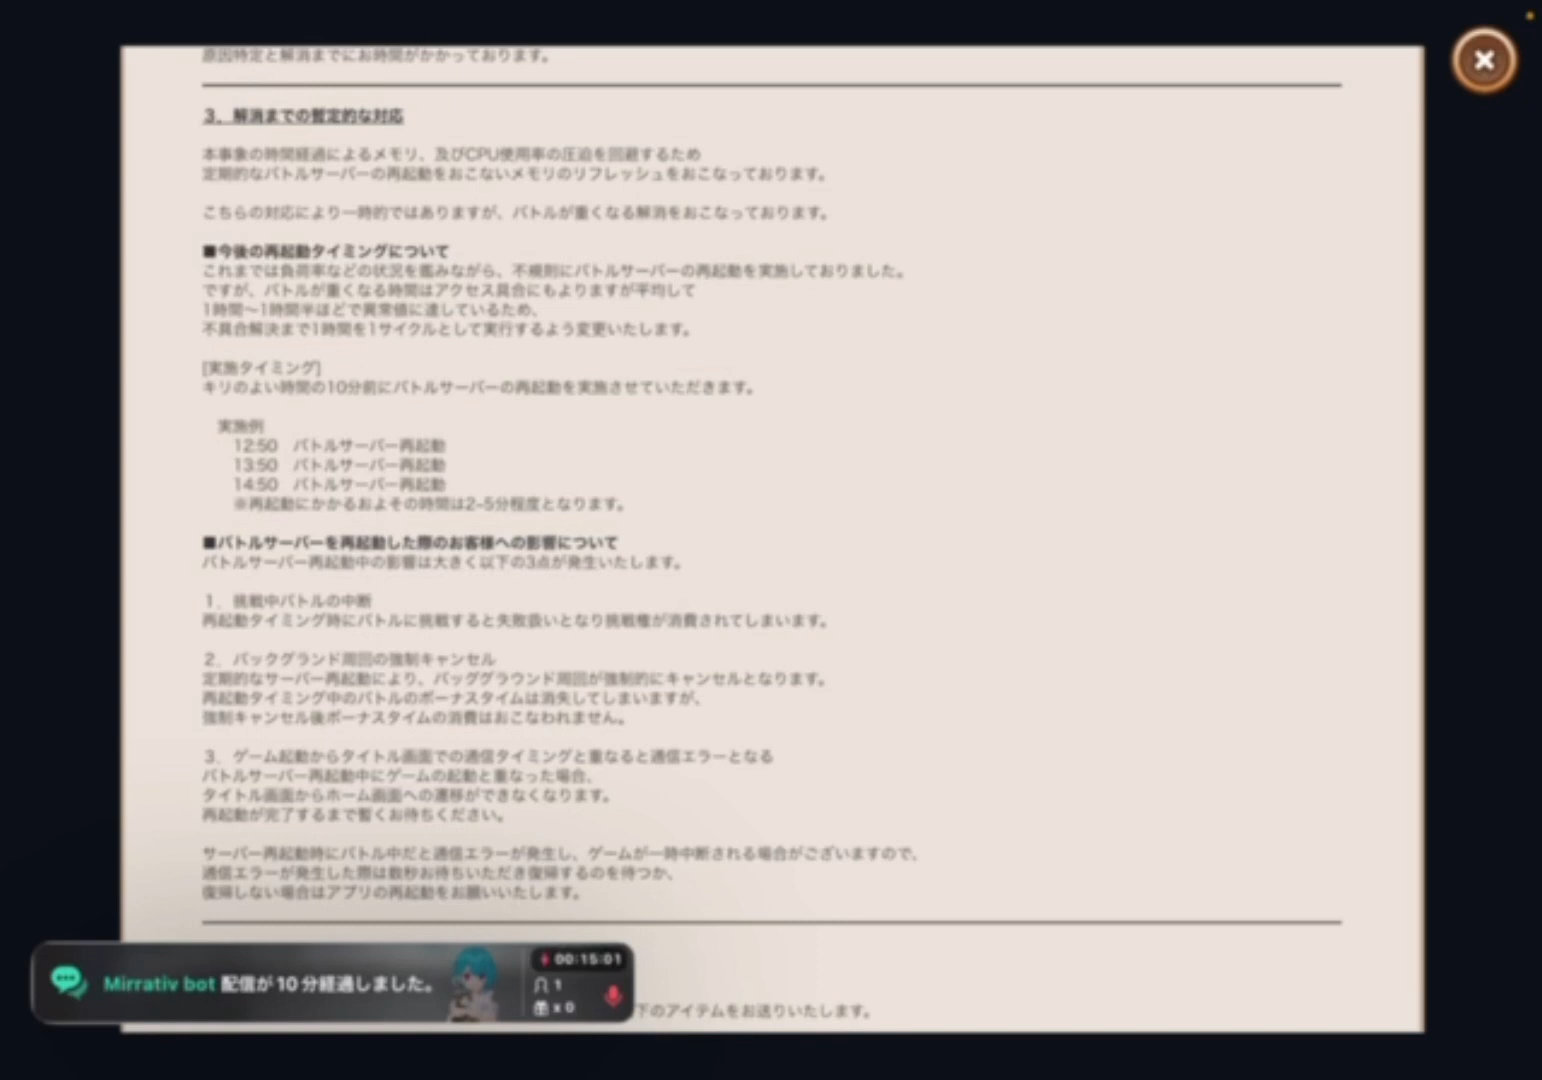 原因特定と解消までにお時間がかかっております。
3．解消までの暫定的な対応
本事象の時間経過によるメモリ、及びCPU使用率の圧迫を回避するため
定期的なバトルサーバーの再起動をおこないメモリのリフレッシュをおこなっております。
こちらの対応により一時的ではありますが、バトルが重くなる解消をおこなっております。
■今後の再起動タイミングについて
これまでは負荷率などの状況を鑑みながら、不規則にバトルサーバーの再起動を実施しておりました。
ですが、バトルが重くなる時間はアクセス具合にもよりますが平均して
1時間～1時間半ほどで異常値に達しているため、
不具合解決まで1時間を1サイクルとして実行するよう変更いたします。
[実施タイミング]
キリのよい時間の10分前にバトルサーバーの再起動を実施させていただきます。
実施例
12:50　バトルサーバー再起動
13:50　バトルサーバー再起動
14:50　バトルサーバー再起動
※再起動にかかるおよその時間は2~5分程度となります。
■バトルサーバーを再起動した際のお客様への影響について
バトルサーバー再起動中の影響は大きく以下の3点が発生いたします。
1．挑戦中バトルの中断
再起動タイミング時にバトルに挑戦すると失敗扱いとなり挑戦権が消費されてしまいます。
2．バックグランド周回の強制キャンセル
定期的なサーバー再起動により、バッググラウンド周回が強制的にキャンセルとなります。
再起動タイミング中のバトルのボーナスタイムは消失してしまいますが、
強制キャンセル後ボーナスタイムの消費はおこなわれません。
3．ゲーム起動からタイトル画面での通信タイミングと重なると通信エラーとなる
バトルサーバー再起動中にゲームの起動と重なった場合、
タイトル画面からホーム画面への遷移ができなくなります。
再起動が完了するまで暫くお待ちください。
サーバー再起動時にバトル中だと通信エラーが発生し、ゲームが一時中断される場合がございますので、
通信エラーが発生した際は数秒お待ちいただき復帰するのを待つか、
復帰しない場合はアプリの再起動をお願いいたします。
Mirrativ bot 配信が10分経過しました。
00:15:01
1
x 0
下のアイテムをお送りいたします。